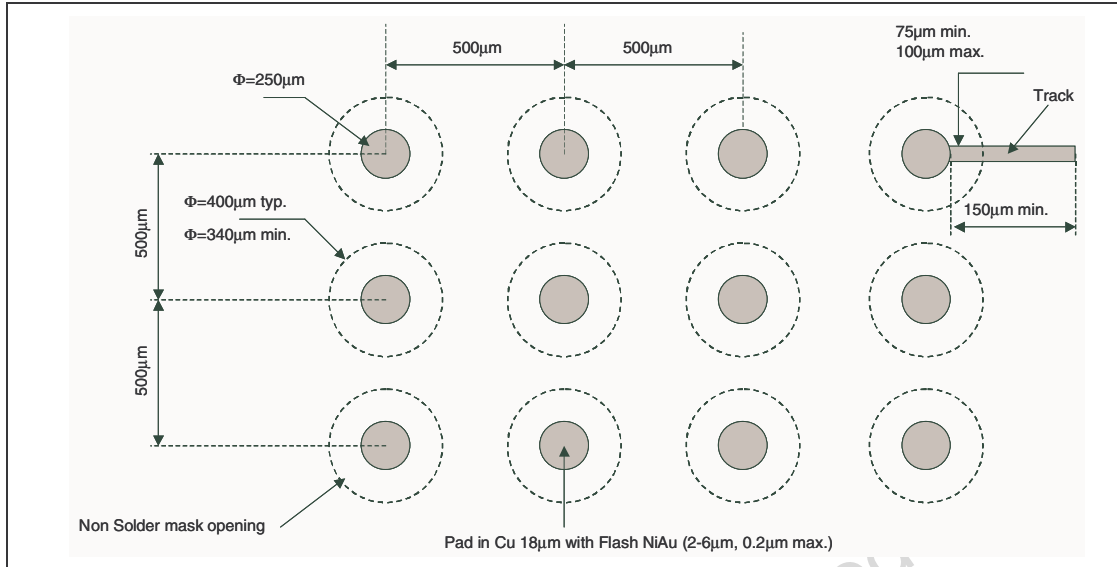 500µm
500µm
75µm min.
100µm max.
Φ=250µm
Track
Φ=400µm typ.
Φ=340µm min.
150µm min.
500µm
500µm
Non Solder mask opening
Pad in Cu 18µm with Flash NiAu (2-6µm, 0.2µm max.)